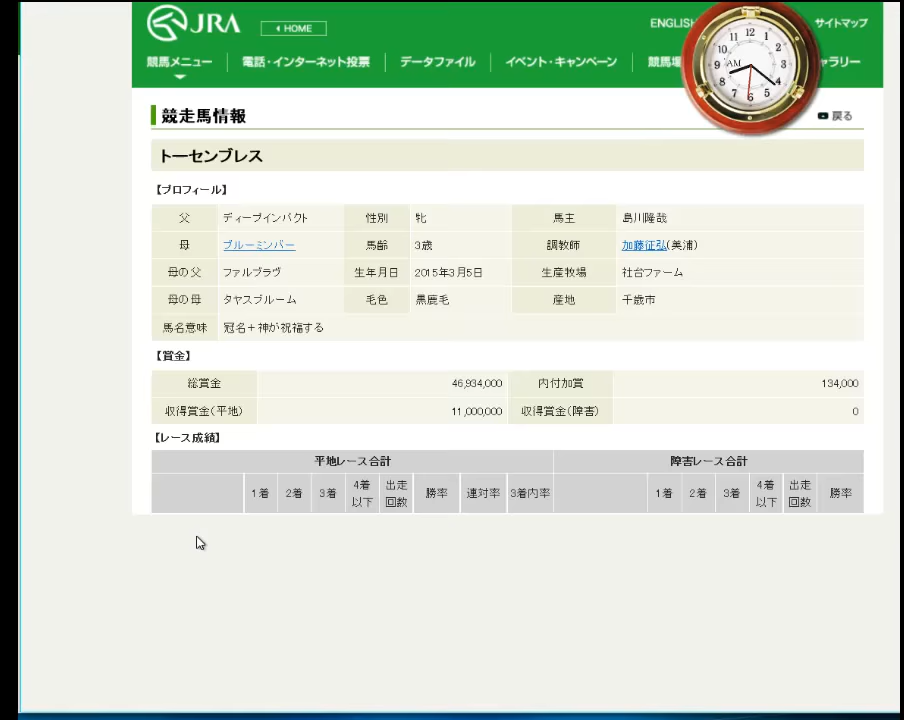 JRA HOME サイトマップ
競馬メニュー 電話・インターネット投票 データファイル イベント・キャンペーン
12 1 2 3 4 5 6 7 8 9 10 11 AM
競走馬情報 戻る
トーセンブレス
【プロフィール】
父 ディープインパクト 性別 牝 馬主 島川隆哉
母 ブルーミンバー 馬齢 3歳 調教師 加藤征弘(美浦)
母の父 ファルブラヴ 生年月日 2015年3月5日 生産牧場 社台ファーム
母の母 タヤスブルーム 毛色 黒鹿毛 産地 千歳市
馬名意味 冠名+神が祝福する
【賞金】
総賞金 46,934,000 内付加賞 134,000
収得賞金(平地) 11,000,000 収得賞金(障害) 0
【レース成績】
平地レース合計 障害レース合計
1着 2着 3着 4着以下 出走回数 勝率 連対率 3着内率 1着 2着 3着 4着以下 出走回数 勝率